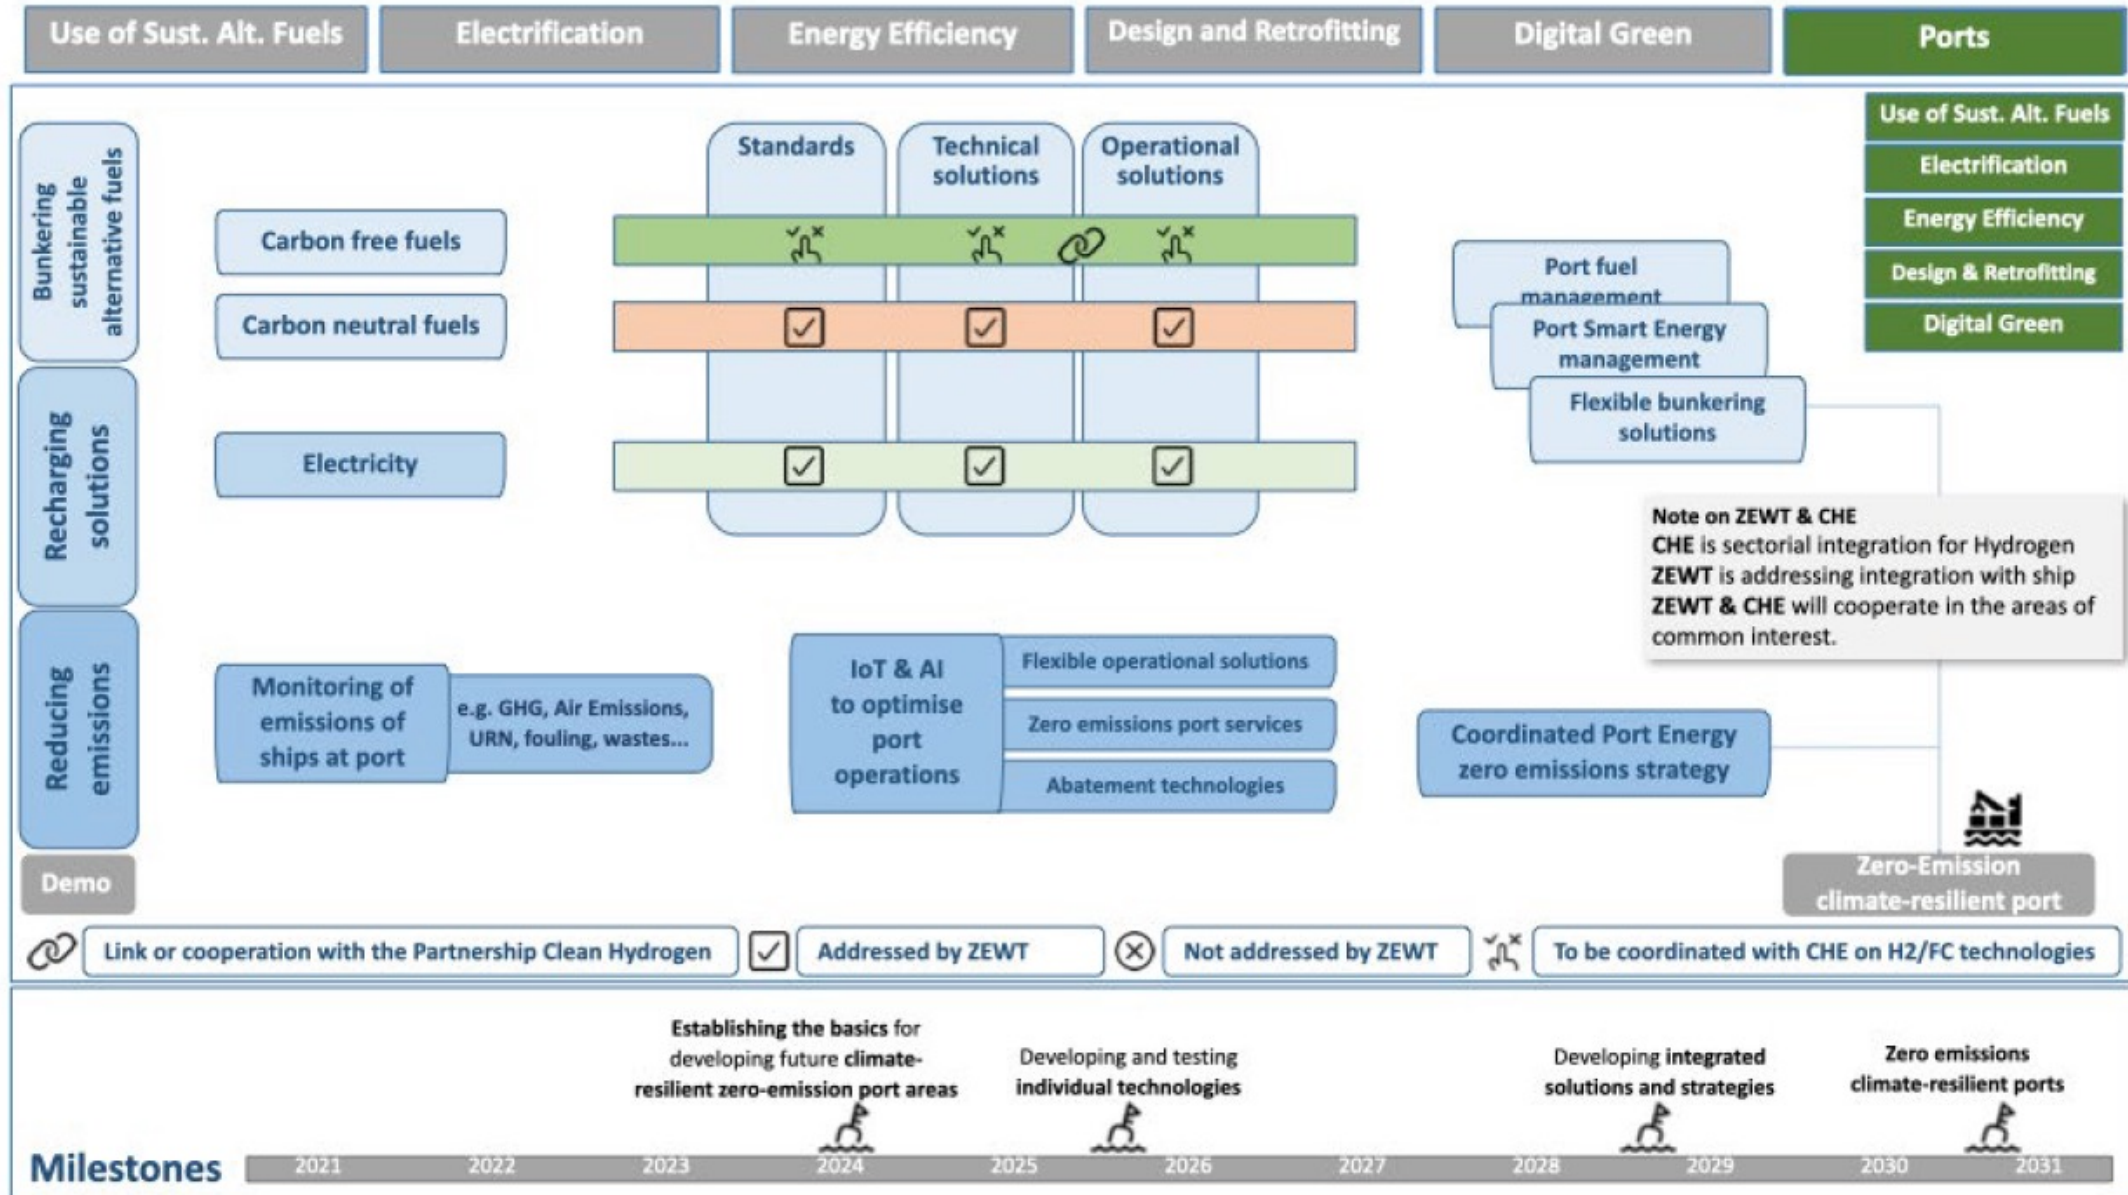 Use of Sust. Alt. Fuels
Electrification
Energy Efficiency
Design and Retrofitting
Digital Green
Ports
Use of Sust. Alt. Fuels
Electrification
Energy Efficiency
Design & Retrofitting
Digital Green
Bunkering
sustainable
alternative fuels
Standards
Technical
solutions
Operational
solutions
Carbon free fuels
Carbon neutral fuels
Port fuel
management
Port Smart Energy
management
Flexible bunkering
solutions
Recharging
solutions
Electricity
Note on ZEWT & CHE
CHE is sectorial integration for Hydrogen
ZEWT is addressing integration with ship
ZEWT & CHE will cooperate in the areas of
common interest.
Reducing
emissions
Monitoring of
emissions of
ships at port
e.g. GHG, Air Emissions,
URN, fouling, wastes...
IoT & AI
to optimise
port
operations
Flexible operational solutions
Zero emissions port services
Abatement technologies
Coordinated Port Energy
zero emissions strategy
Demo
Zero-Emission
climate-resilient port
Link or cooperation with the Partnership Clean Hydrogen
Addressed by ZEWT
Not addressed by ZEWT
To be coordinated with CHE on H2/FC technologies
Establishing the basics for
developing future climate-
resilient zero-emission port areas
Developing and testing
individual technologies
Developing integrated
solutions and strategies
Zero emissions
climate-resilient ports
Milestones
2021
2022
2023
2024
2025
2026
2027
2028
2029
2030
2031